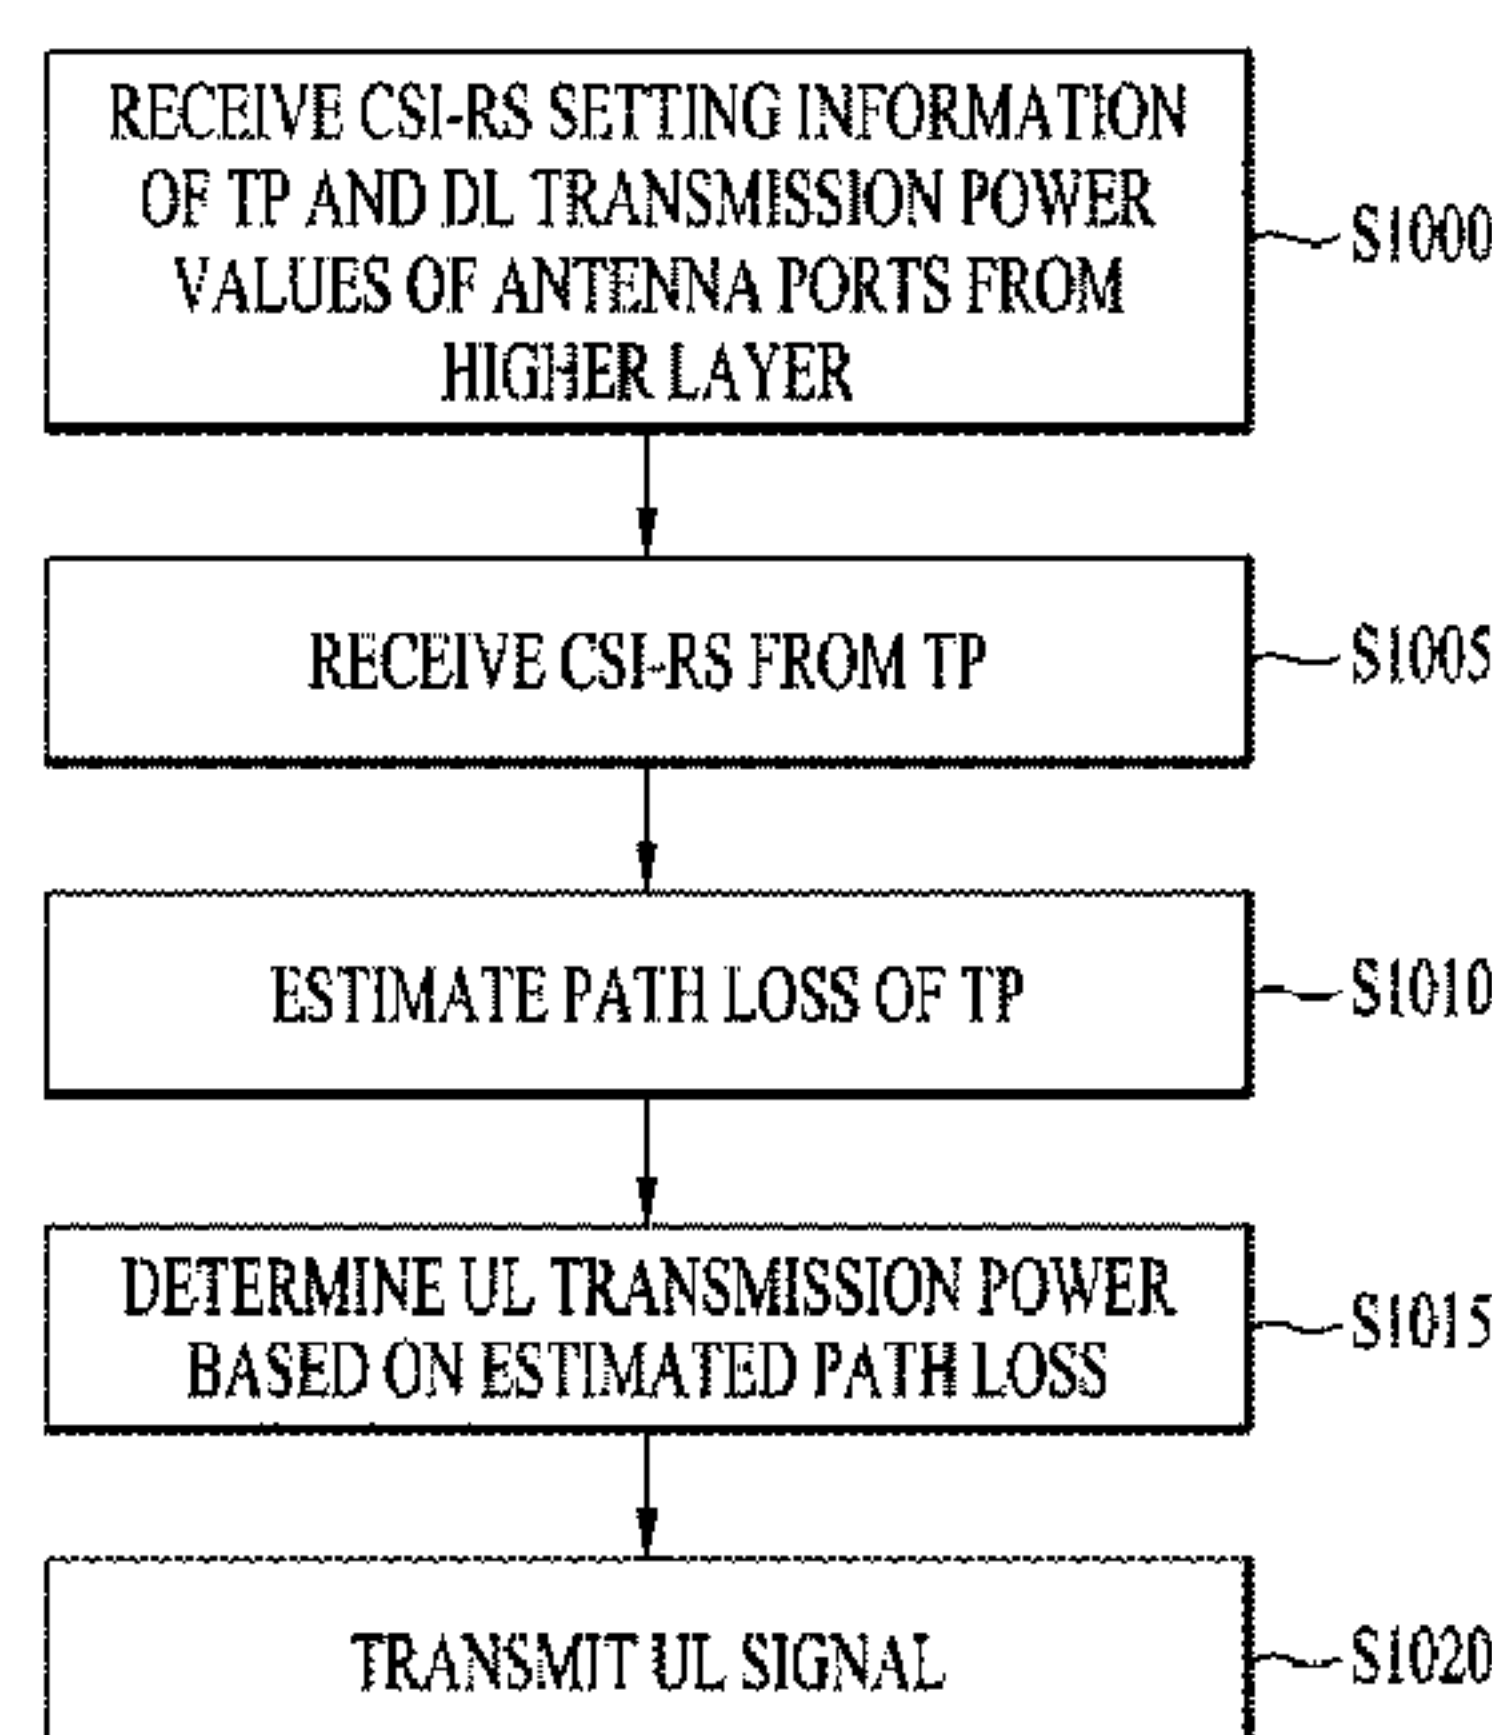 RECEIVE CSI-RS SETTING INFORMATION
OF TP AND DL TRANSMISSION POWER
VALUES OF ANTENNA PORTS FROM
HIGHER LAYER
S1000
RECEIVE CSI-RS FROM TP
S1005
ESTIMATE PATH LOSS OF TP
S1010
DETERMINE UL TRANSMISSION POWER
BASED ON ESTIMATED PATH LOSS
S1015
TRANSMIT UL SIGNAL
S1020